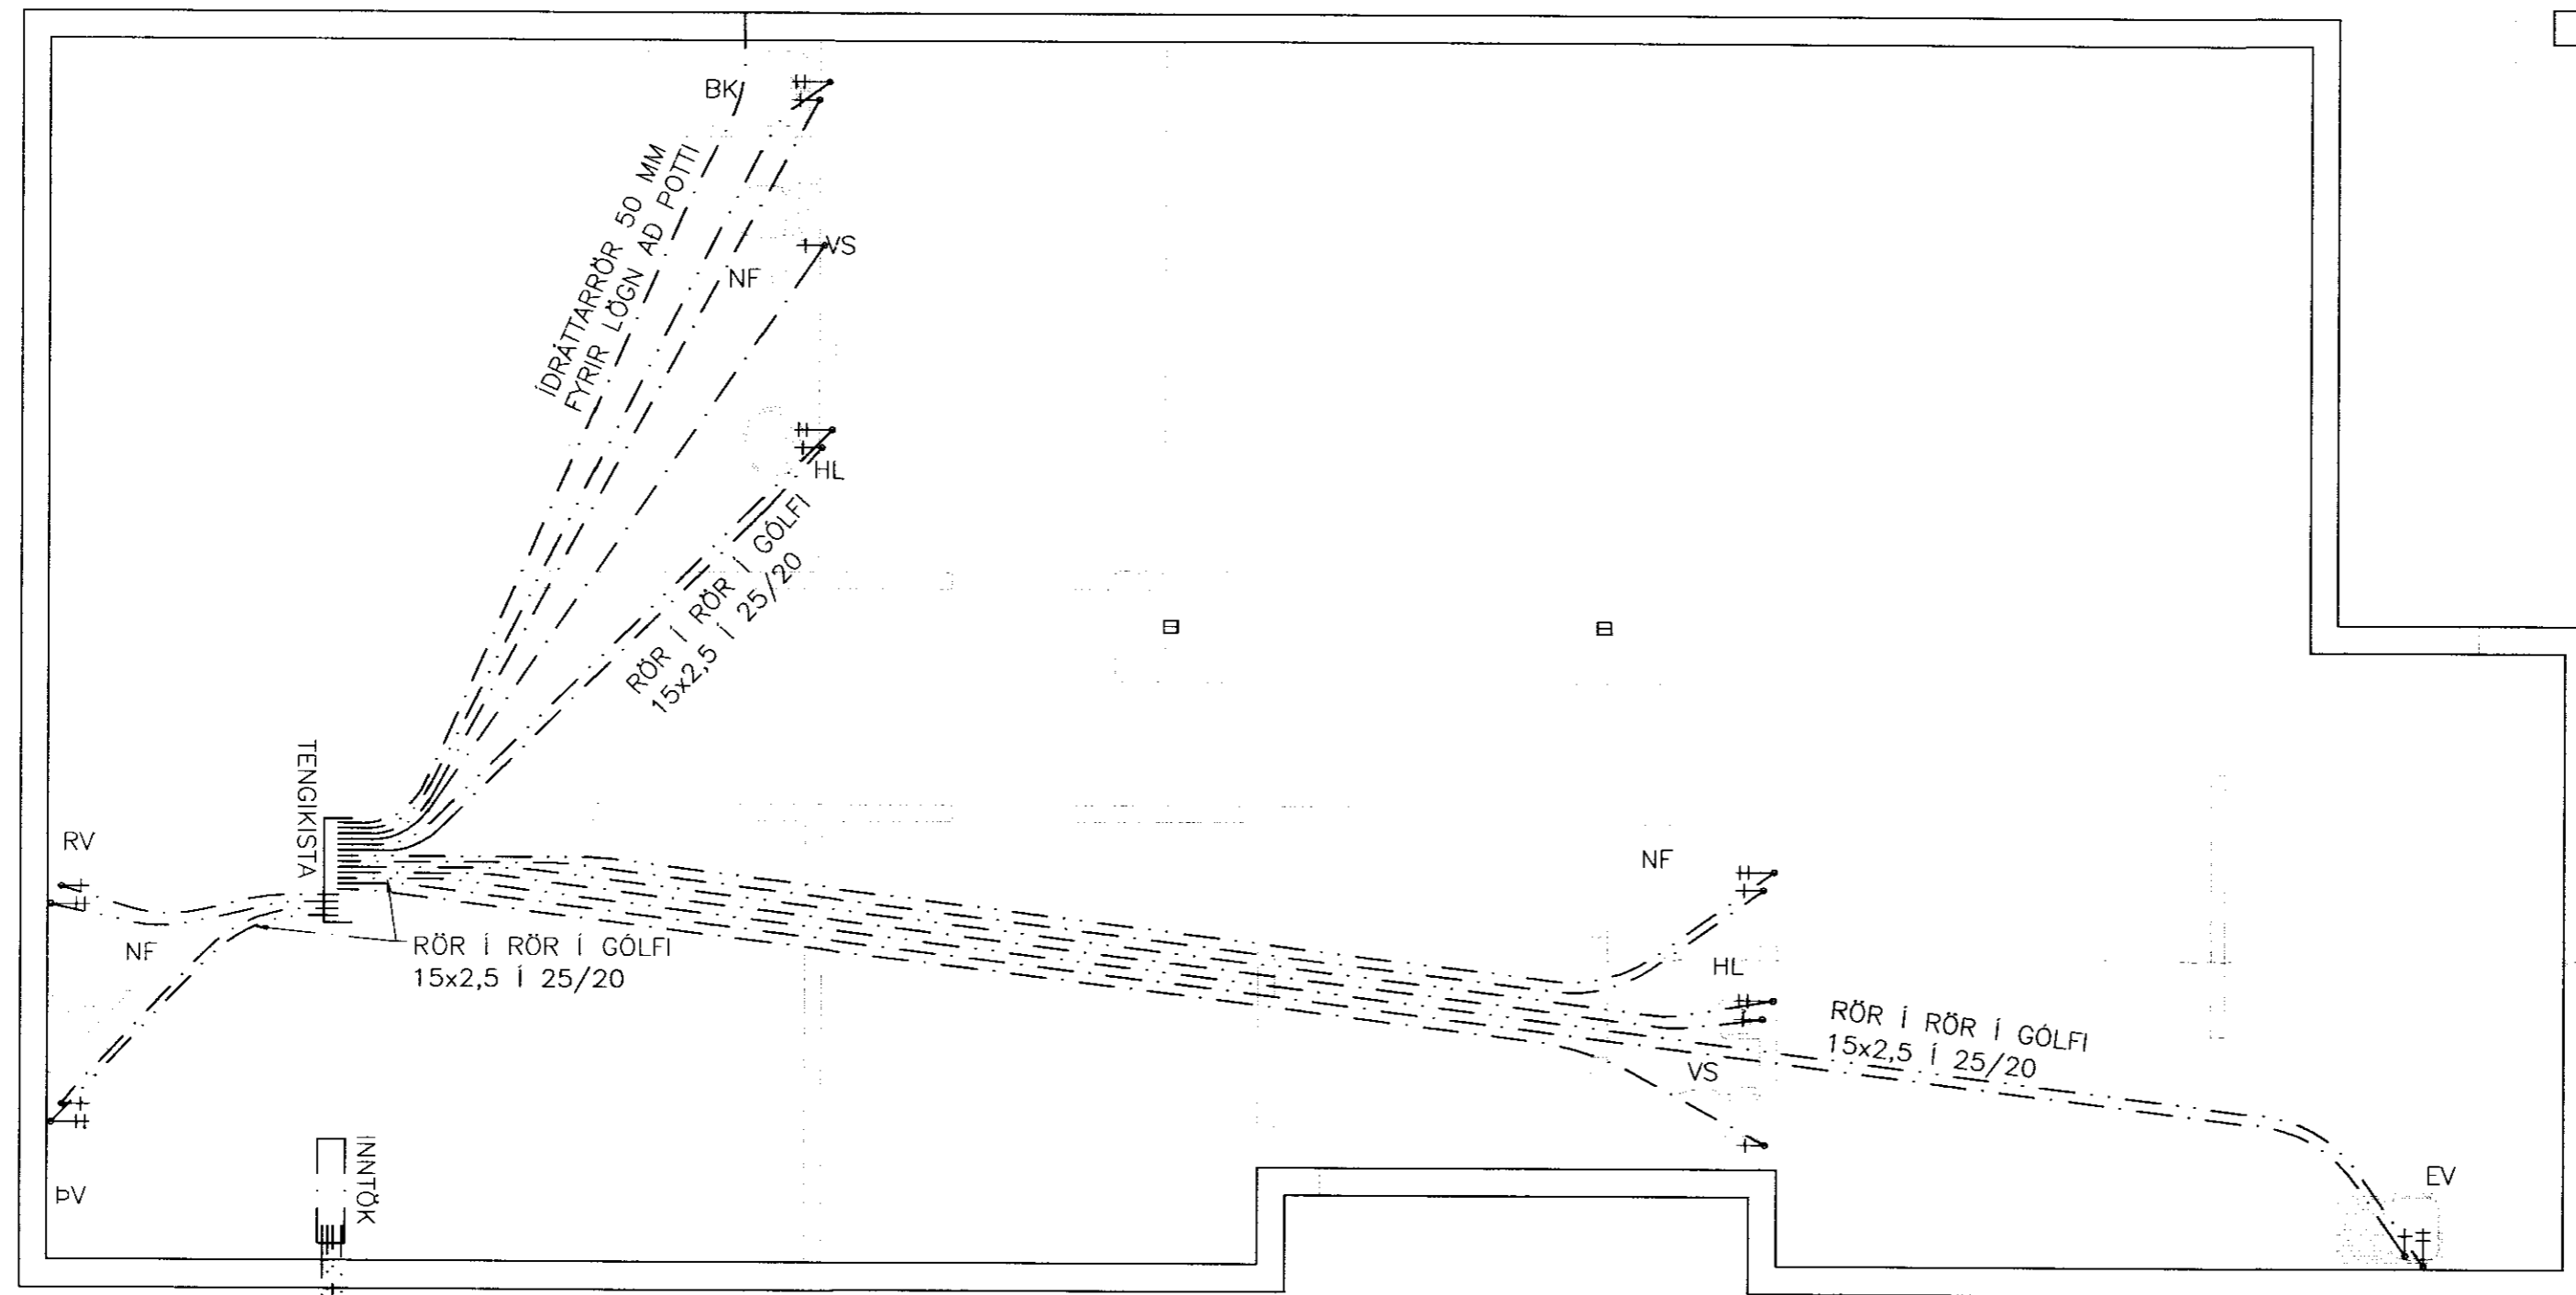 BK
ÍDRÁTTARRÖR 50 MM
FYRIR LÖGN AÐ POTTI
NF
VS
HL
RÖR Í RÖR Í GÓLFI
15x2,5 Í 25/20
TENGIKISTA
RV
NF
RÖR Í RÖR Í GÓLFI
15x2,5 Í 25/20
ÞV
INNTÖK
NF
HL
VS
RÖR Í RÖR Í GÓLFI
15x2,5 Í 25/20
EV